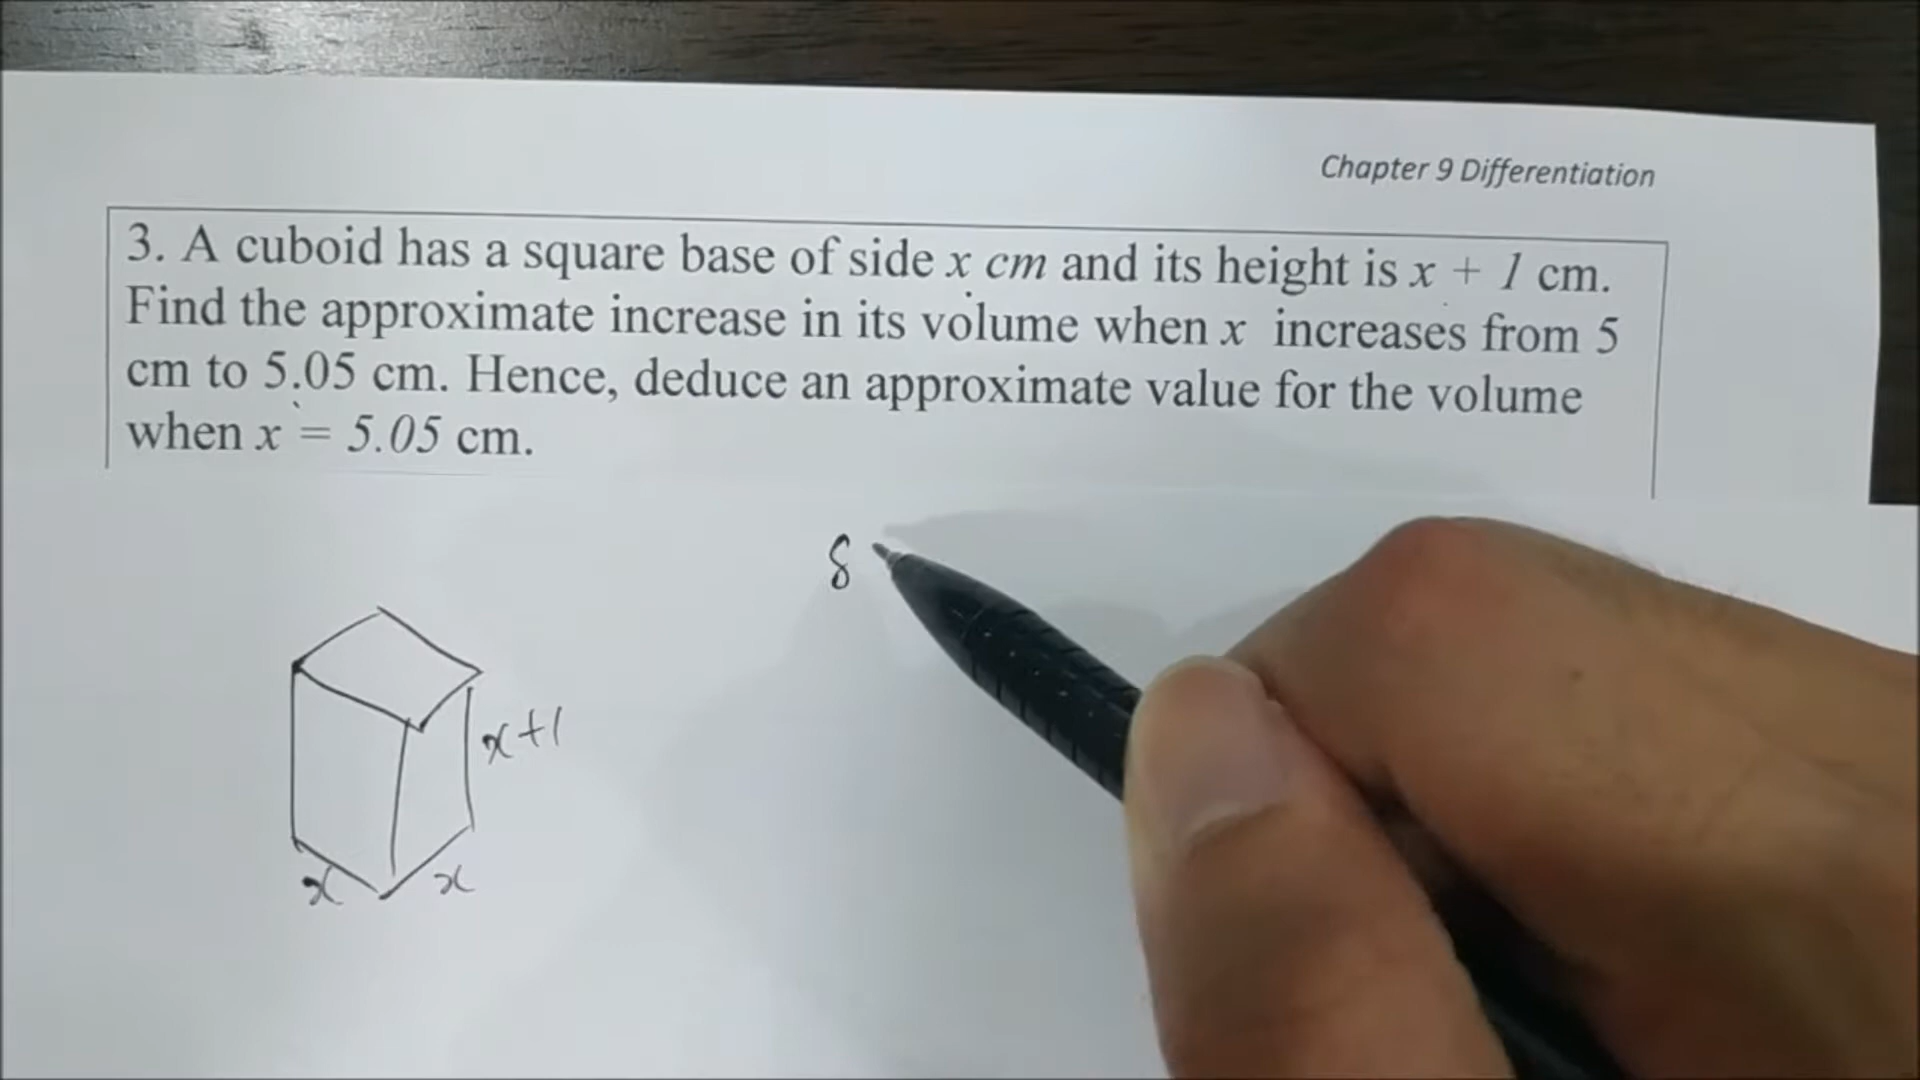 Chapter 9 Differentiation
3. A cuboid has a square base of side x cm and its height is x + 1 cm.
Find the approximate increase in its volume when x increases from 5
cm to 5.05 cm. Hence, deduce an approximate value for the volume
when x = 5.05 cm.
δ
x+1
x
x